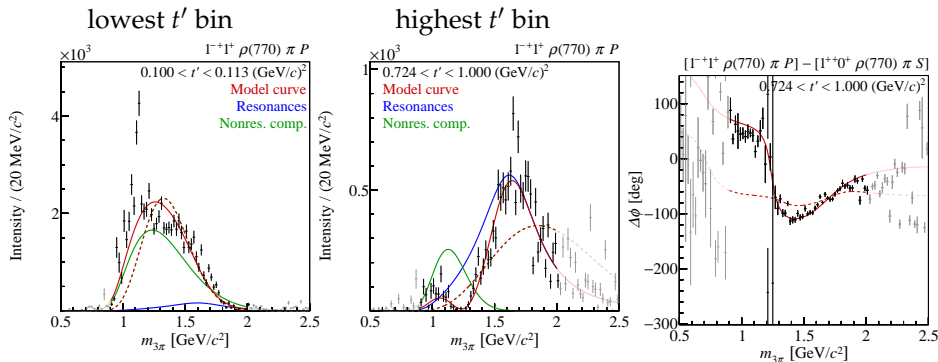 lowest t′ bin
×10³
1⁻⁺1⁺ ρ(770) π P
0.100 < t′ < 0.113 (GeV/c)²
Model curve
Resonances
Nonres. comp.
Intensity / (20 MeV/c²)
4
2
0.5 1 1.5 2 2.5
m₃π [GeV/c²]
highest t′ bin
×10³
1⁻⁺1⁺ ρ(770) π P
0.724 < t′ < 1.000 (GeV/c)²
Model curve
Resonances
Nonres. comp.
Intensity / (20 MeV/c²)
1
0.5
0
0.5 1 1.5 2 2.5
m₃π [GeV/c²]
[1⁻⁺1⁺ ρ(770) π P] − [1⁺⁺0⁺ ρ(770) π S]
0.724 < t′ < 1.000 (GeV/c)²
Δϕ [deg]
100
0
−100
−200
−300
0.5 1 1.5 2 2.5
m₃π [GeV/c²]